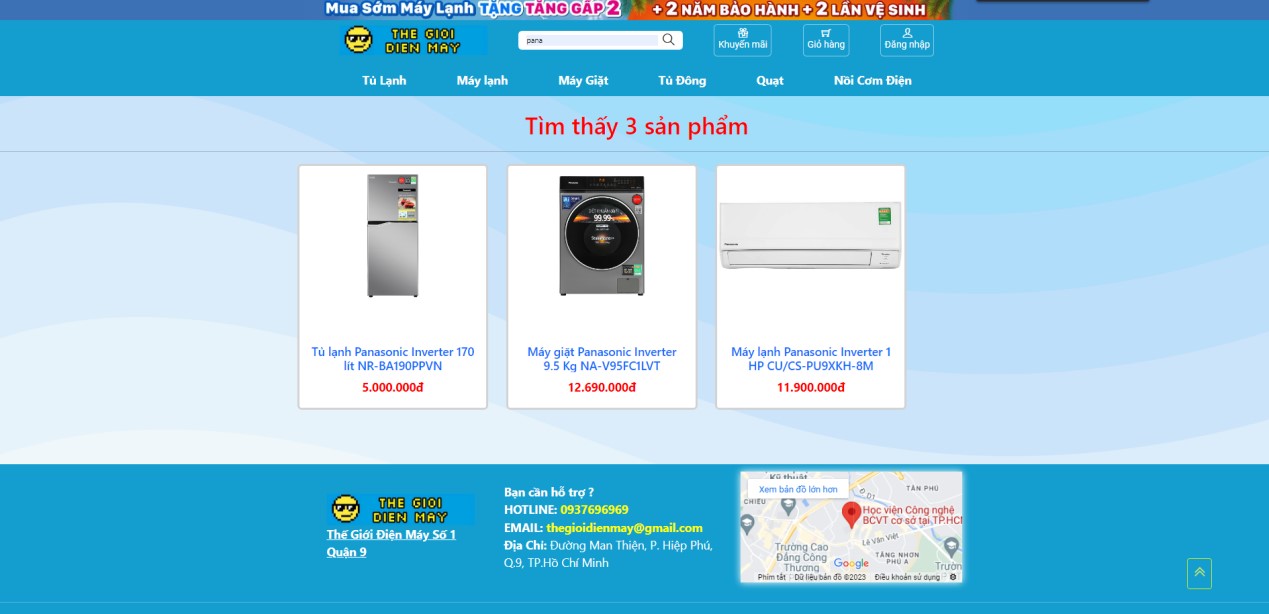 Mua Sớm Máy Lạnh TẶNG TĂNG GẤP 2 + 2 NĂM BẢO HÀNH + 2 LẦN VỆ SINH
THE GIOI
DIEN MAY
pana
Khuyến mãi
Giỏ hàng
Đăng nhập
Tủ Lạnh
Máy lạnh
Máy Giặt
Tủ Đông
Quạt
Nồi Cơm Điện
Tìm thấy 3 sản phẩm
99.99%
Tủ lạnh Panasonic Inverter 170
lít NR-BA190PPVN
5.000.000đ
Máy giặt Panasonic Inverter
9.5 Kg NA-V95FC1LVT
12.690.000đ
Máy lạnh Panasonic Inverter 1
HP CU/CS-PU9XKH-8M
11.900.000đ
THE GIOI
DIEN MAY
Thế Giới Điện Máy Số 1
Quận 9
Bạn cần hỗ trợ ?
HOTLINE: 0937696969
EMAIL: thegioidienmay@gmail.com
Địa Chỉ: Đường Man Thiện, P. Hiệp Phú,
Q.9, TP.Hồ Chí Minh
Kỹ thuật
Xem bản đồ lớn hơn
CHIỂU
Đ. D1
TÂN PHÚ
Học viện Công nghệ
BCVT cơ sở tại TP.HCM
Lê Văn Việt
Trường Cao
Đẳng Công
Thương
TĂNG NHƠN
PHÚ A
Trườn
Google
Phím tắt
Dữ liệu bản đồ ©2023
Điều khoản sử dụng